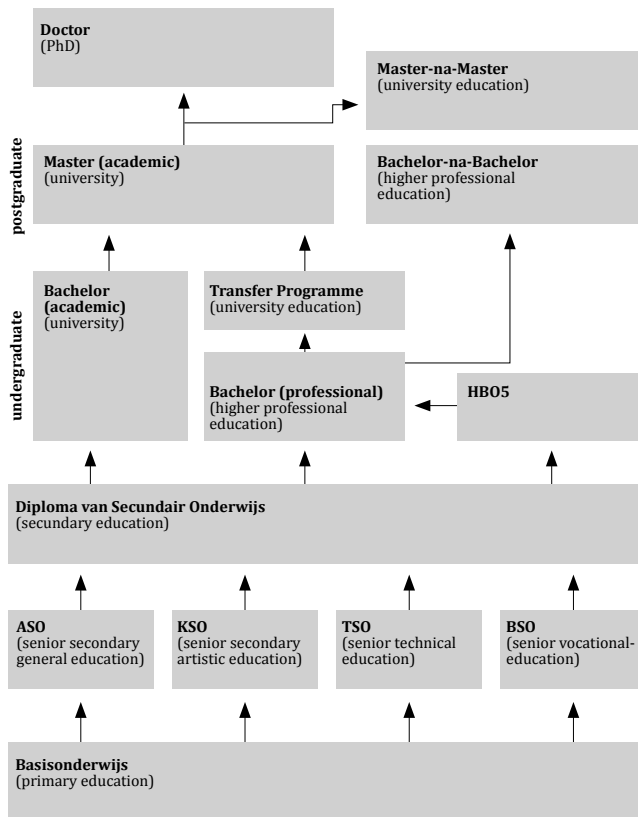 Doctor
(PhD)
Master-na-Master
(university education)
postgraduate
Master (academic)
(university)
Bachelor-na-Bachelor
(higher professional
education)
undergraduate
Bachelor
(academic)
(university)
Transfer Programme
(university education)
Bachelor (professional)
(higher professional
education)
HBO5
Diploma van Secundair Onderwijs
(secundary education)
ASO
(senior secondary
general education)
KSO
(senior secondary
artistic education)
TSO
(senior technical
education)
BSO
(senior vocational-
education)
Basisonderwijs
(primary education)